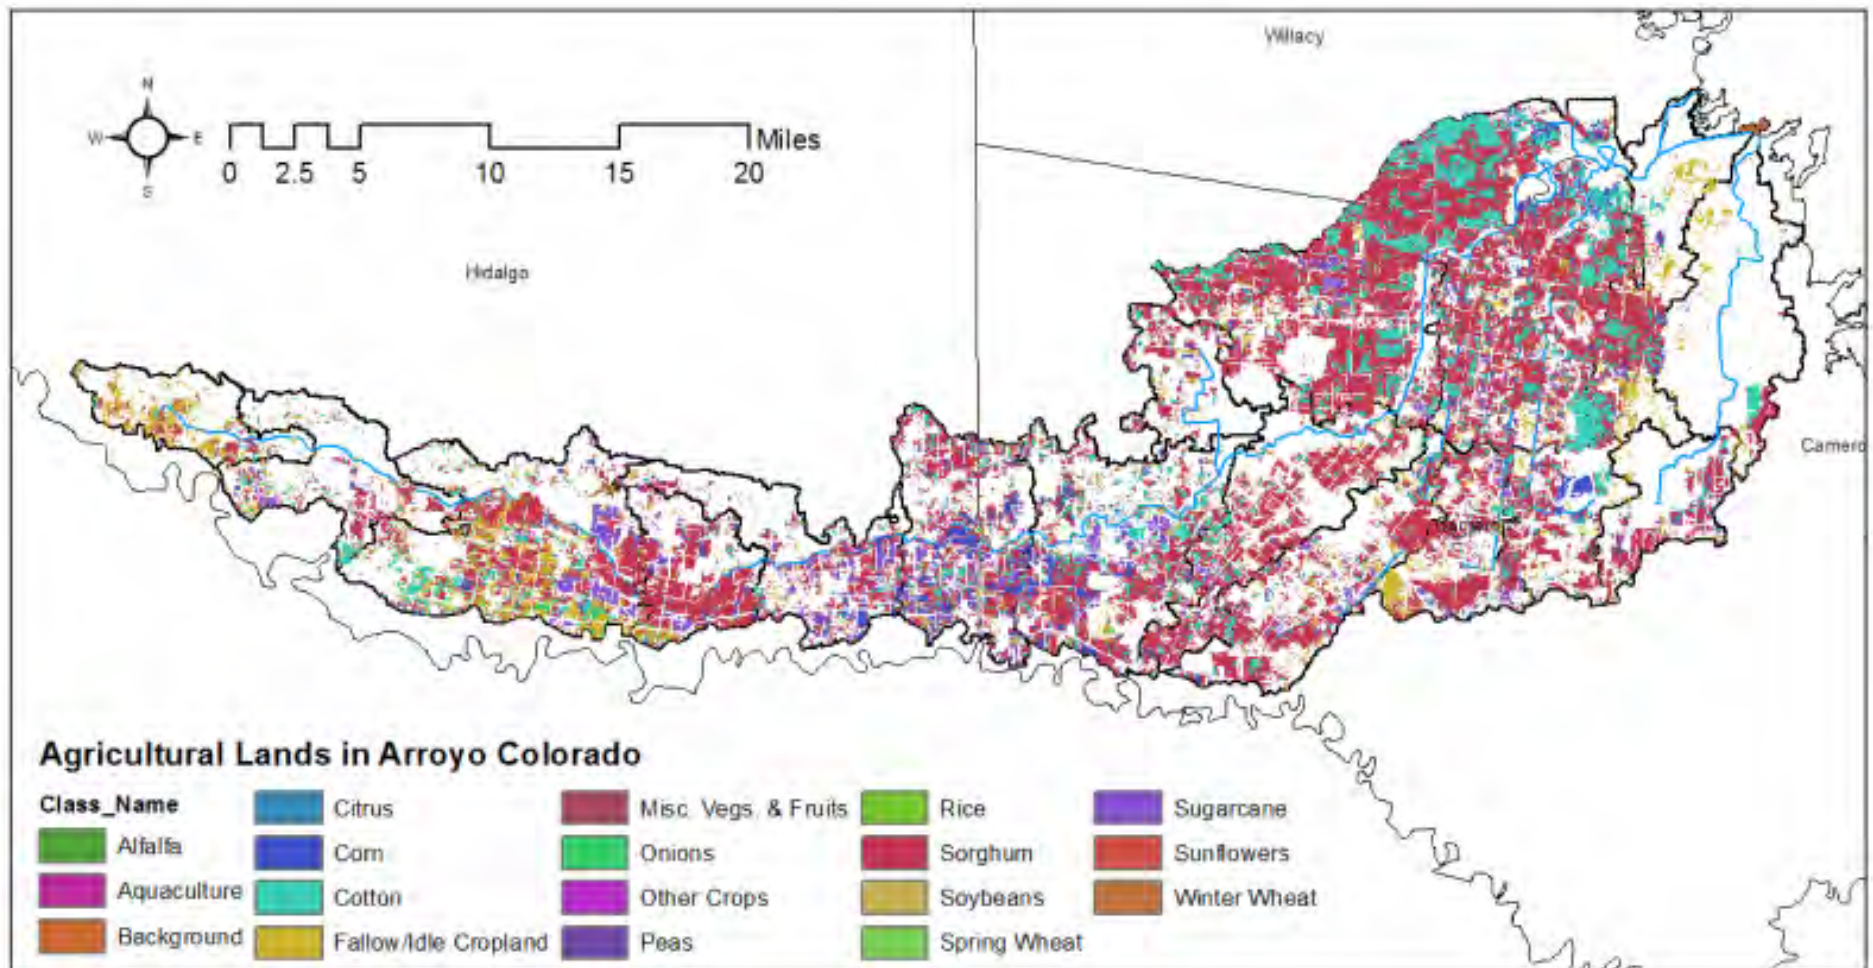 Willacy
N
W E
S
Miles
0 2.5 5 10 15 20
Hidalgo
Camero
Agricultural Lands in Arroyo Colorado
Class_Name
Alfalfa
Aquaculture
Background
Citrus
Corn
Cotton
Fallow/Idle Cropland
Misc. Vegs. & Fruits
Onions
Other Crops
Peas
Rice
Sorghum
Soybeans
Spring Wheat
Sugarcane
Sunflowers
Winter Wheat